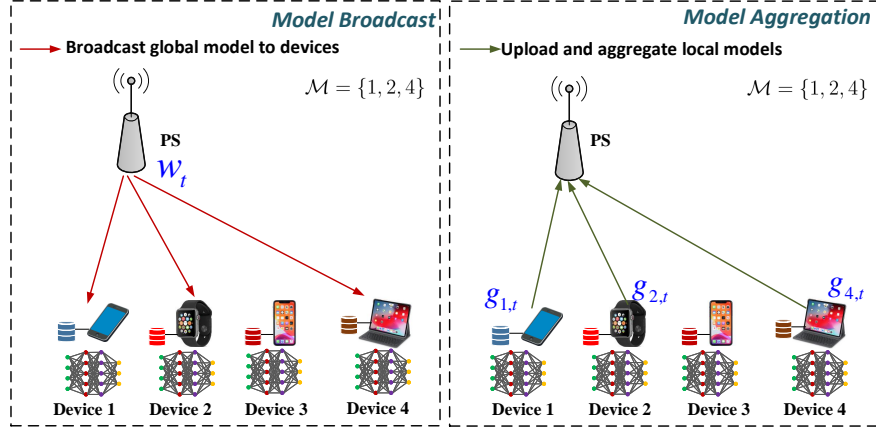 Model Broadcast
Broadcast global model to devices
$\mathcal{M} = \{1, 2, 4\}$
PS
$w_t$
Device 1 Device 2 Device 3 Device 4
Model Aggregation
Upload and aggregate local models
$\mathcal{M} = \{1, 2, 4\}$
PS
$g_{1,t}$ $g_{2,t}$ $g_{4,t}$
Device 1 Device 2 Device 3 Device 4